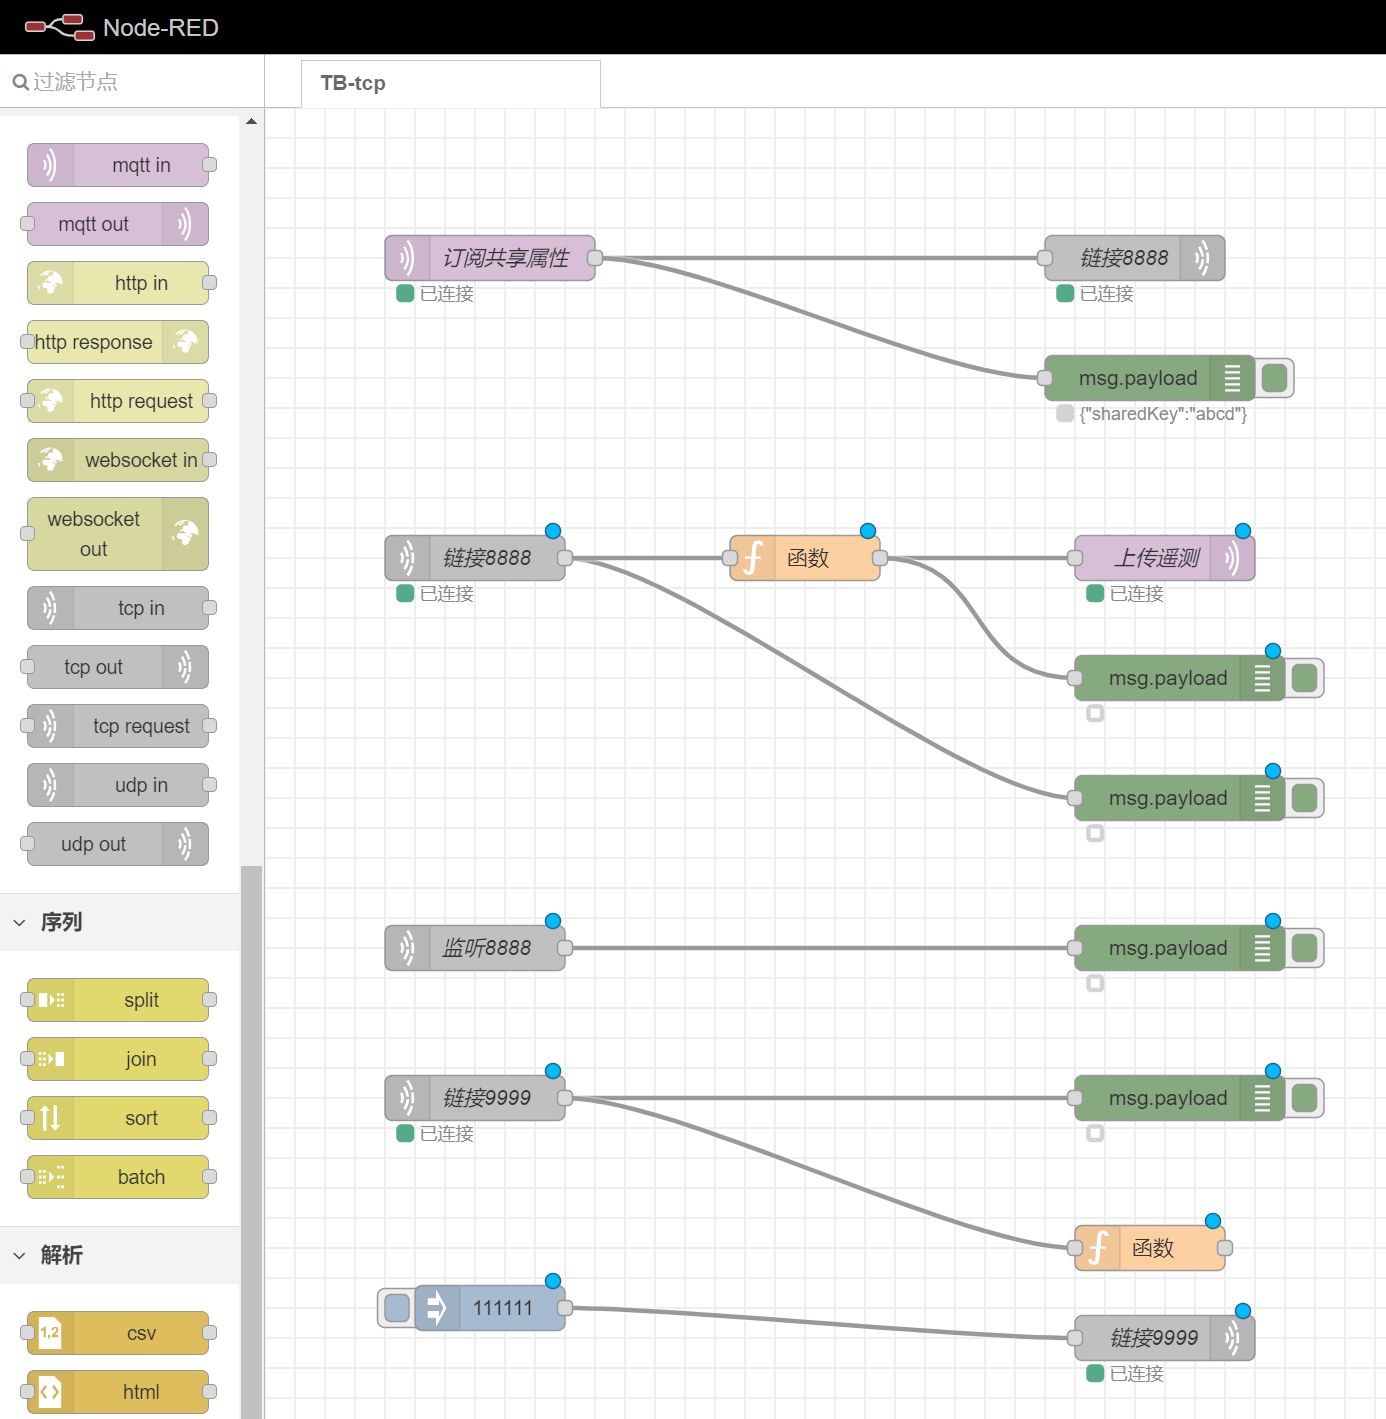 Node-RED
过滤节点
TB-tcp
mqtt in
mqtt out
http in
http response
http request
websocket in
websocket
out
tcp in
tcp out
tcp request
udp in
udp out
序列
split
join
sort
batch
解析
1,2
csv
html
订阅共享属性
已连接
链接8888
已连接
msg.payload
{"sharedKey":"abcd"}
链接8888
已连接
函数
上传遥测
已连接
msg.payload
msg.payload
监听8888
msg.payload
链接9999
已连接
msg.payload
函数
111111
链接9999
已连接